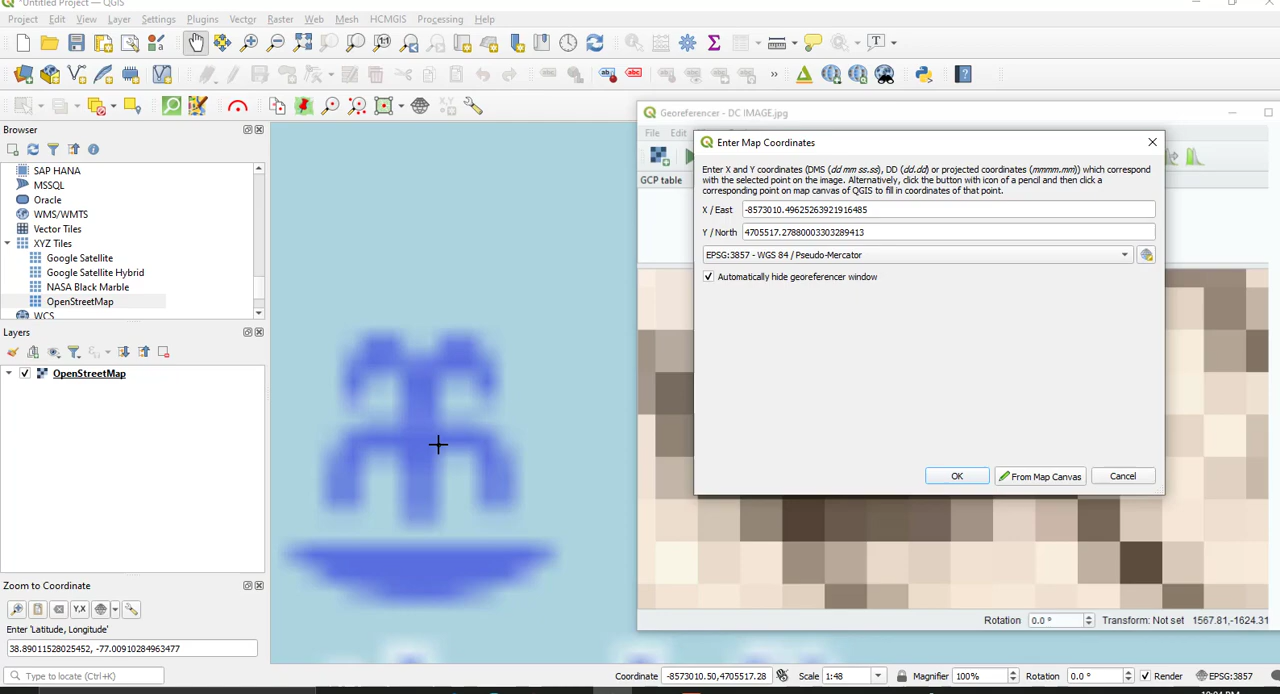 *Untitled Project — QGIS
Project Edit View Layer Settings Plugins Vector Raster Web Mesh HCMGIS Processing Help
Browser
SAP HANA
MSSQL
Oracle
WMS/WMTS
Vector Tiles
XYZ Tiles
Google Satellite
Google Satellite Hybrid
NASA Black Marble
OpenStreetMap
WCS
Layers
OpenStreetMap
Zoom to Coordinate
Y,X
Enter 'Latitude, Longitude'
38.89011528025452, -77.00910284963477
Type to locate (Ctrl+K)
Georeferencer - DC IMAGE.jpg
File Edit
GCP table
Enter Map Coordinates
Enter X and Y coordinates (DMS (dd mm ss.ss), DD (dd.dd) or projected coordinates (mmmm.mm)) which correspond
with the selected point on the image. Alternatively, click the button with icon of a pencil and then click a
corresponding point on map canvas of QGIS to fill in coordinates of that point.
X / East -8573010.49625263921916485
Y / North 4705517.27880003303289413
EPSG:3857 - WGS 84 / Pseudo-Mercator
Automatically hide georeferencer window
OK From Map Canvas Cancel
Rotation 0.0 ° Transform: Not set 1567.81,-1624.31
Coordinate -8573010.50,4705517.28 Scale 1:48 Magnifier 100% Rotation 0.0 ° Render EPSG:3857